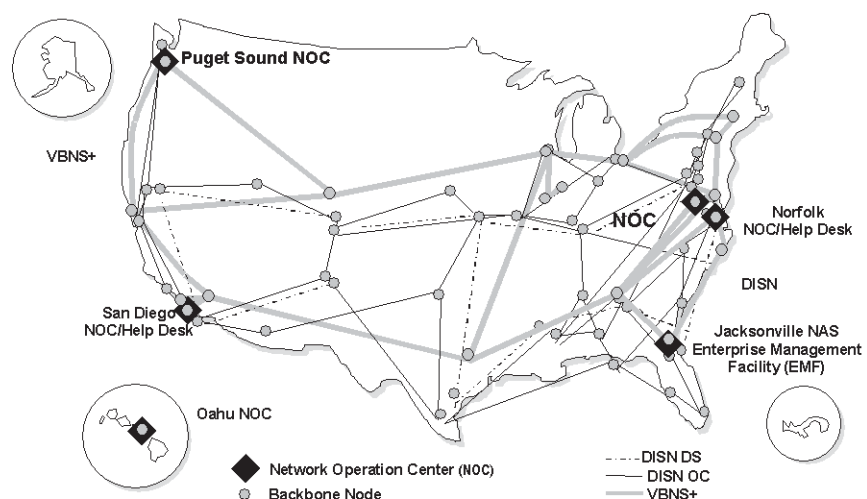 Puget Sound NOC
VBNS+
NOC
Norfolk
NOC/Help Desk
DISN
San Diego
NOC/Help Desk
Jacksonville NAS
Enterprise Management
Facility (EMF)
Oahu NOC
Network Operation Center (NOC)
Backbone Node
DISN DS
DISN OC
VBNS+